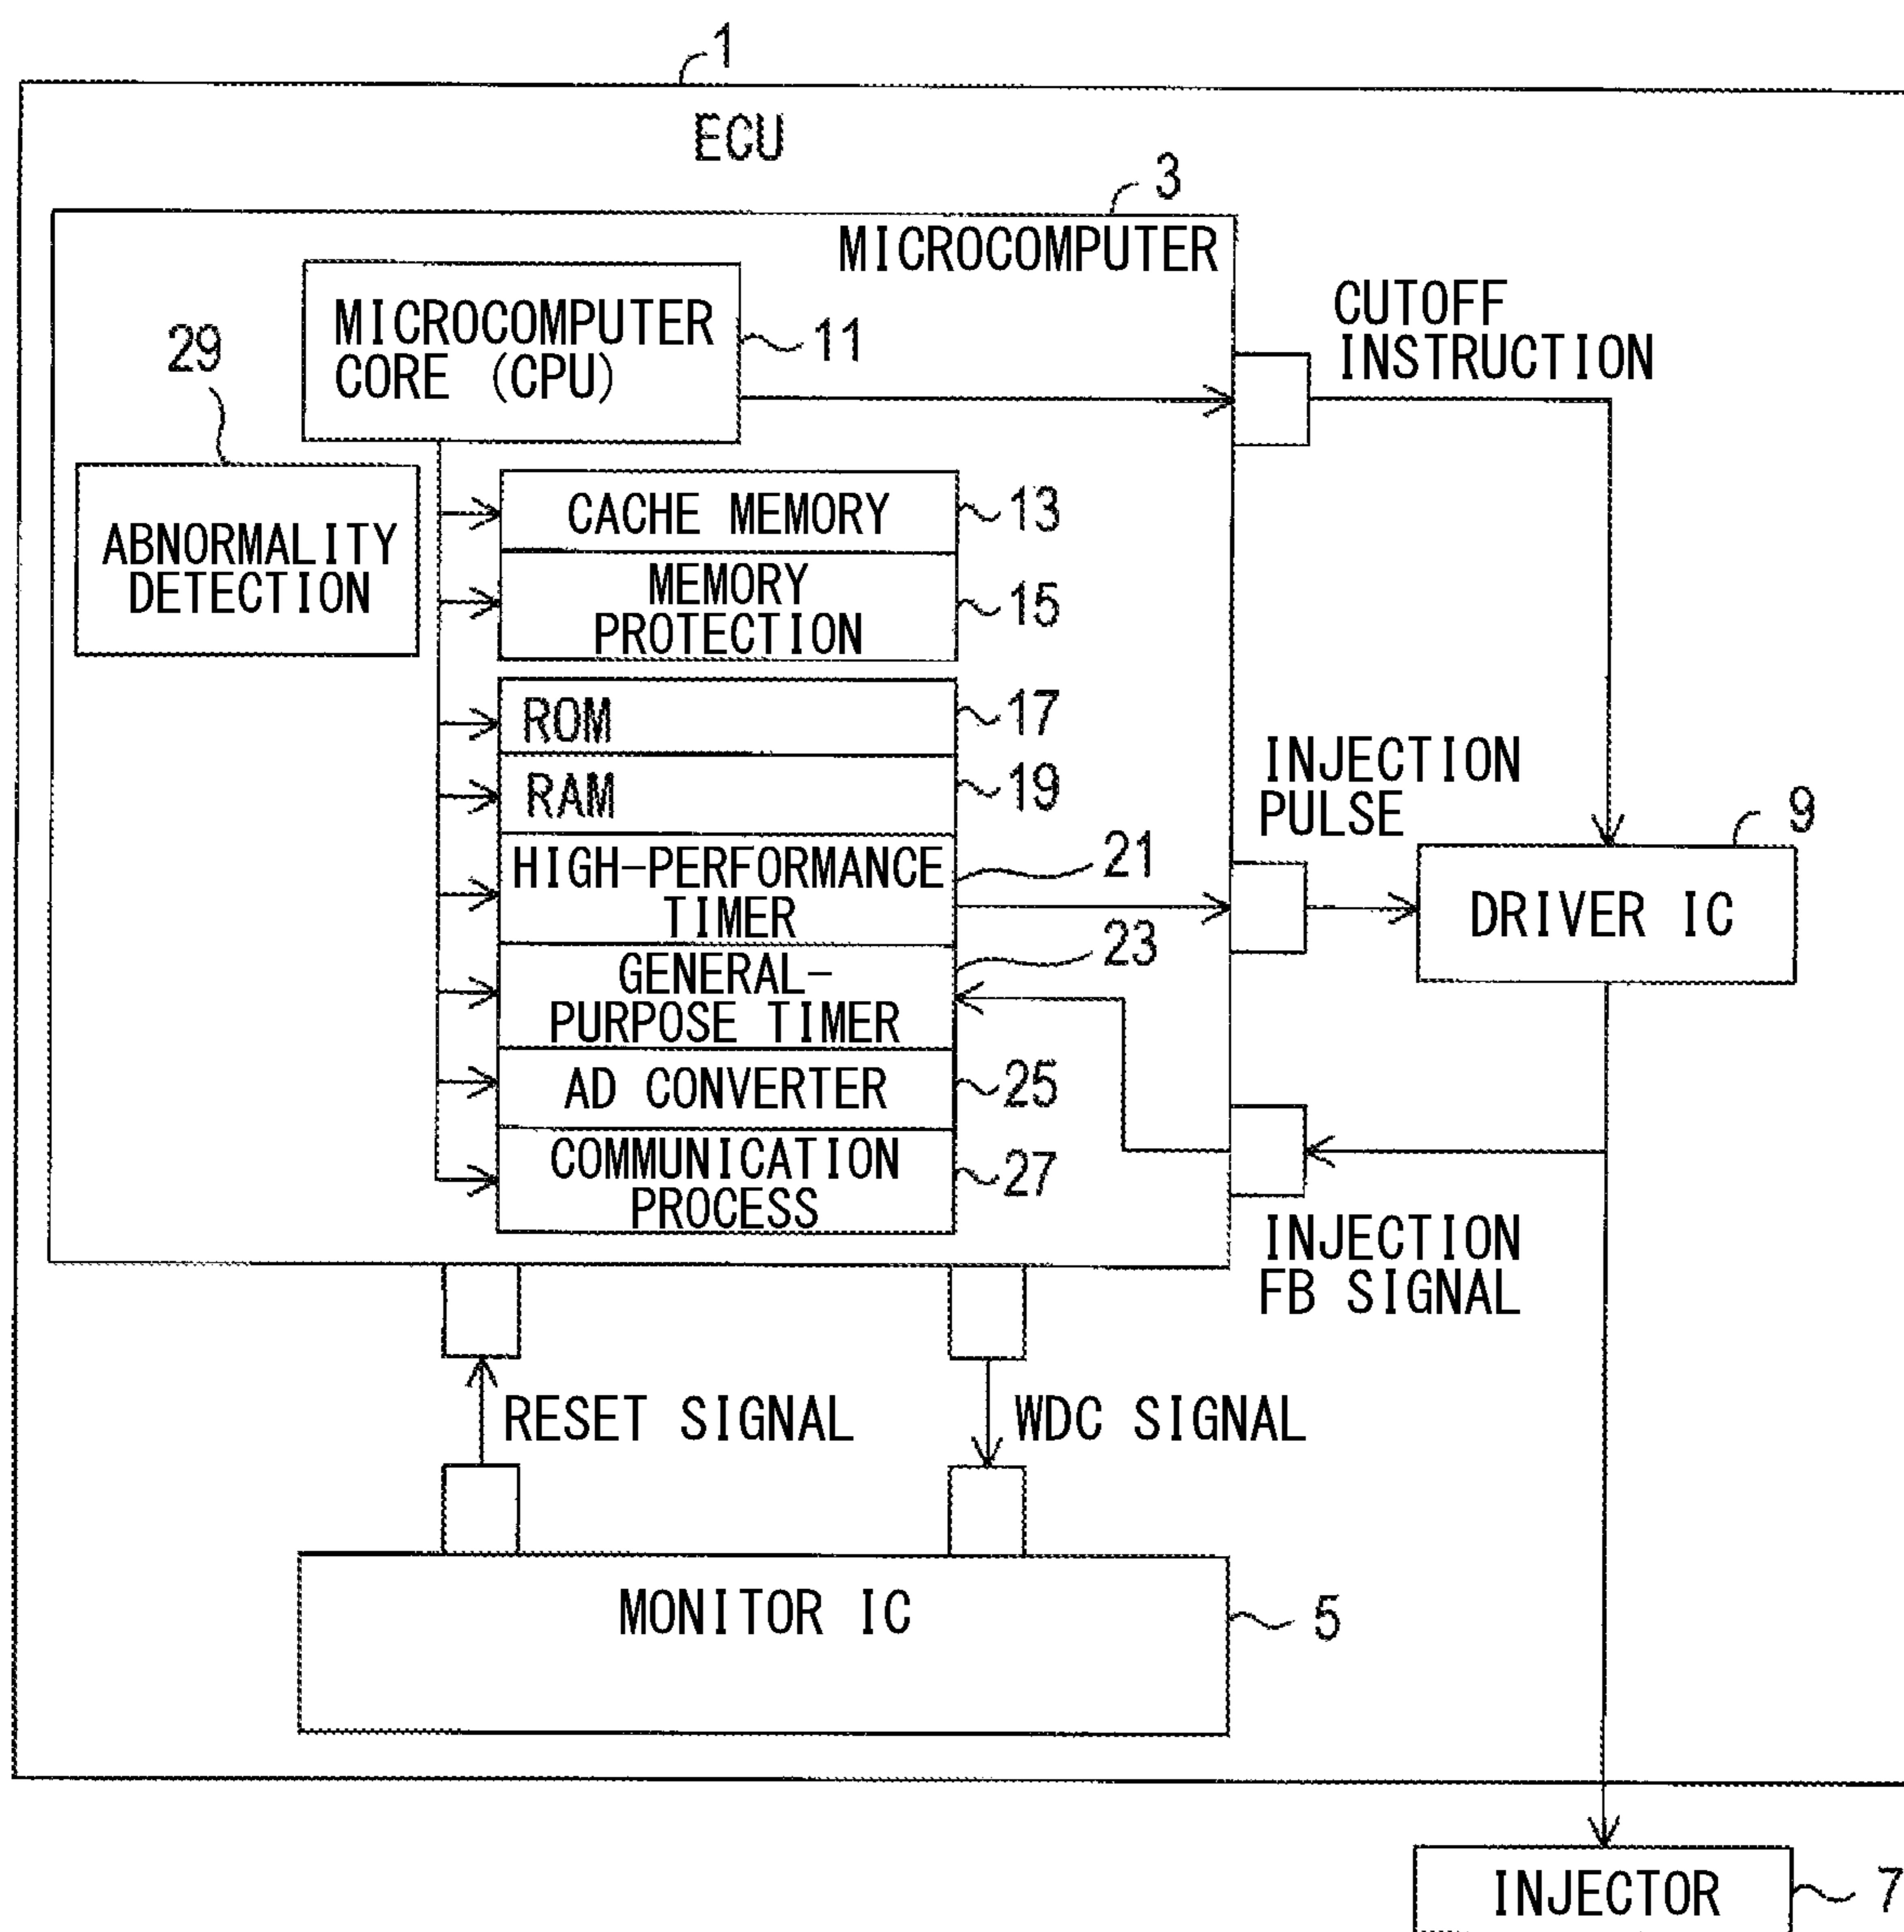 1
ECU
3
MICROCOMPUTER
MICROCOMPUTER
CORE (CPU)
11
CUTOFF
INSTRUCTION
29
ABNORMALITY
DETECTION
CACHE MEMORY
13
MEMORY
PROTECTION
15
ROM
17
RAM
19
HIGH-PERFORMANCE
TIMER
21
GENERAL-
PURPOSE TIMER
23
AD CONVERTER
25
COMMUNICATION
PROCESS
27
INJECTION
PULSE
9
DRIVER IC
INJECTION
FB SIGNAL
RESET SIGNAL
WDC SIGNAL
MONITOR IC
5
INJECTOR
7